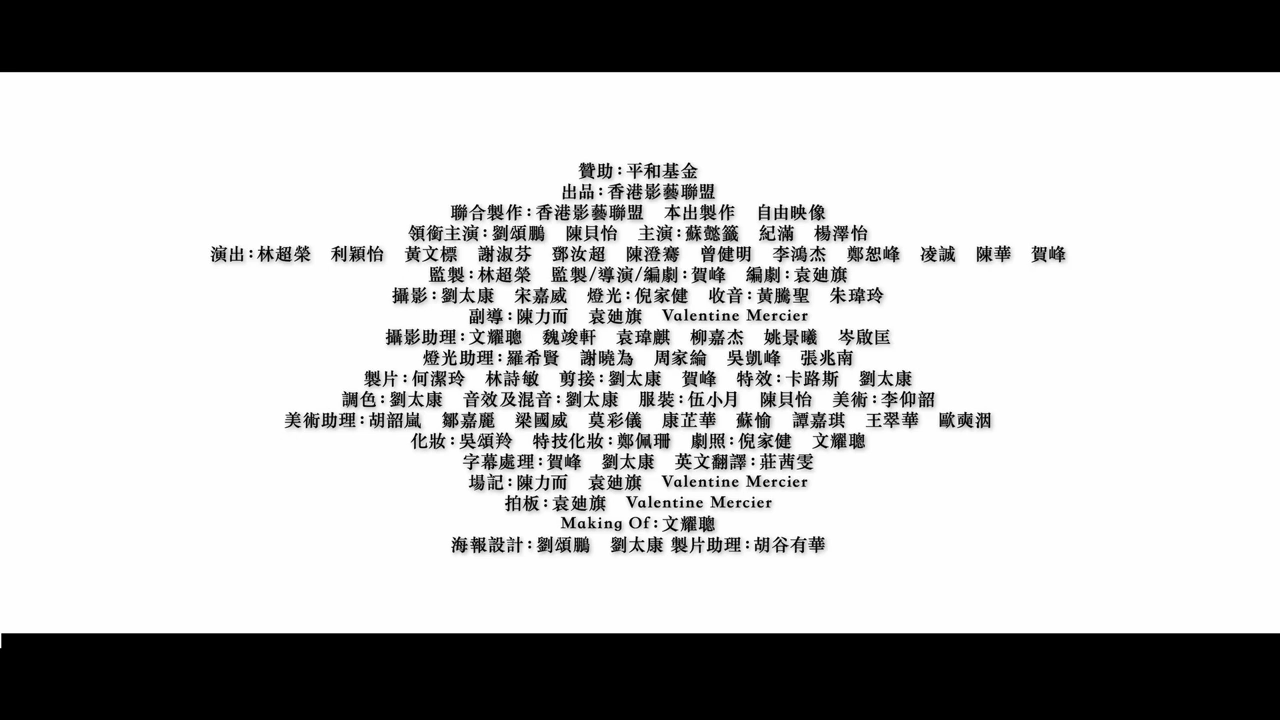 贊助：平和基金
出品：香港影藝聯盟
聯合製作：香港影藝聯盟　本出製作　自由映像
領銜主演：劉頌鵬　陳貝怡　主演：蘇懿籤　紀滿　楊澤怡
演出：林超榮　利穎怡　黃文標　謝淑芬　鄧汝超　陳澄騫　曾健明　李鴻杰　鄭恕峰　凌誠　陳華　賀峰
監製：林超榮　監製/導演/編劇：賀峰　編劇：袁廸旗
攝影：劉太康　宋嘉威　燈光：倪家健　收音：黃騰聖　朱瑋玲
副導：陳力而　袁廸旗　Valentine Mercier
攝影助理：文耀聰　魏竣軒　袁瑋麒　柳嘉杰　姚景曦　岑啟匡
燈光助理：羅希賢　謝曉為　周家綸　吳凱峰　張兆南
製片：何潔玲　林詩敏　剪接：劉太康　賀峰　特效：卡路斯　劉太康
調色：劉太康　音效及混音：劉太康　服裝：伍小月　陳貝怡　美術：李仰韶
美術助理：胡韶嵐　鄒嘉麗　梁國威　莫彩儀　康芷華　蘇愉　譚嘉琪　王翠華　歐奭洇
化妝：吳頌羚　特技化妝：鄭佩珊　劇照：倪家健　文耀聰
字幕處理：賀峰　劉太康　英文翻譯：莊茜雯
場記：陳力而　袁廸旗　Valentine Mercier
拍板：袁廸旗　Valentine Mercier
Making Of：文耀聰
海報設計：劉頌鵬　劉太康 製片助理：胡谷有華